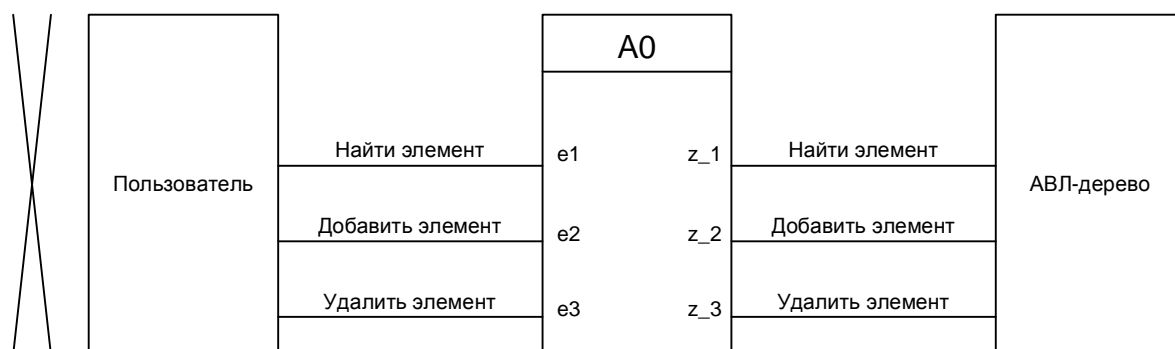 A0
Найти элемент
e1
z_1
Найти элемент
Пользователь
АВЛ-дерево
Добавить элемент
e2
z_2
Добавить элемент
Удалить элемент
e3
z_3
Удалить элемент